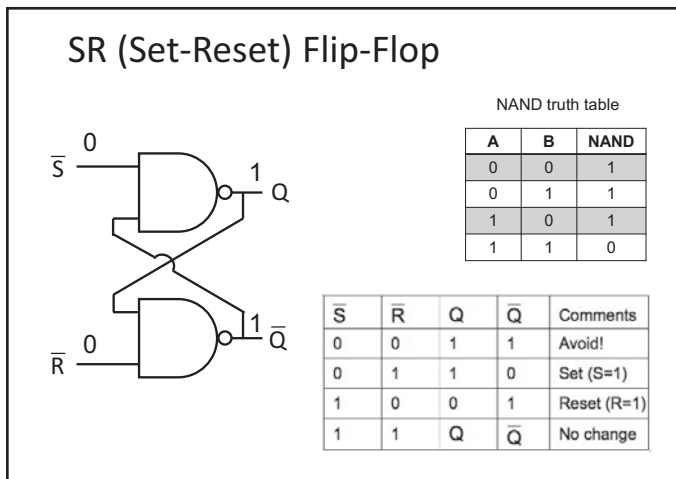 SR (Set-Reset) Flip-Flop
0
S̅
1
Q
1
Q̅
0
R̅
NAND truth table
A B NAND
0 0 1
0 1 1
1 0 1
1 1 0
S̅ R̅ Q Q̅ Comments
0 0 1 1 Avoid!
0 1 1 0 Set (S=1)
1 0 0 1 Reset (R=1)
1 1 Q Q̅ No change